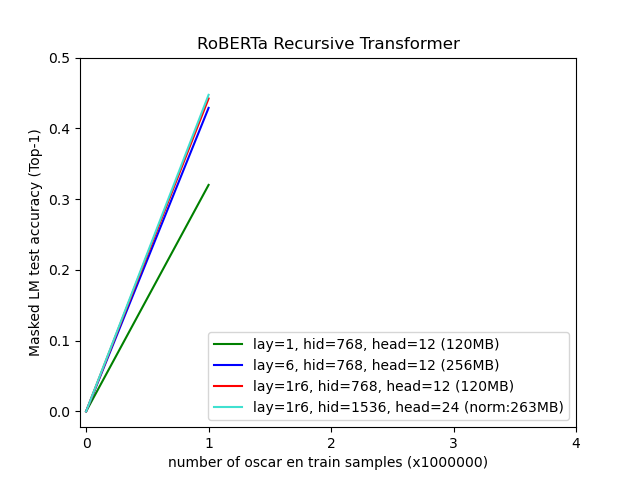 RoBERTa Recursive Transformer
Masked LM test accuracy (Top-1)
0.5
0.4
0.3
0.2
0.1
0.0
lay=1, hid=768, head=12 (120MB)
lay=6, hid=768, head=12 (256MB)
lay=1r6, hid=768, head=12 (120MB)
lay=1r6, hid=1536, head=24 (norm:263MB)
0 1 2 3 4
number of oscar en train samples (x1000000)